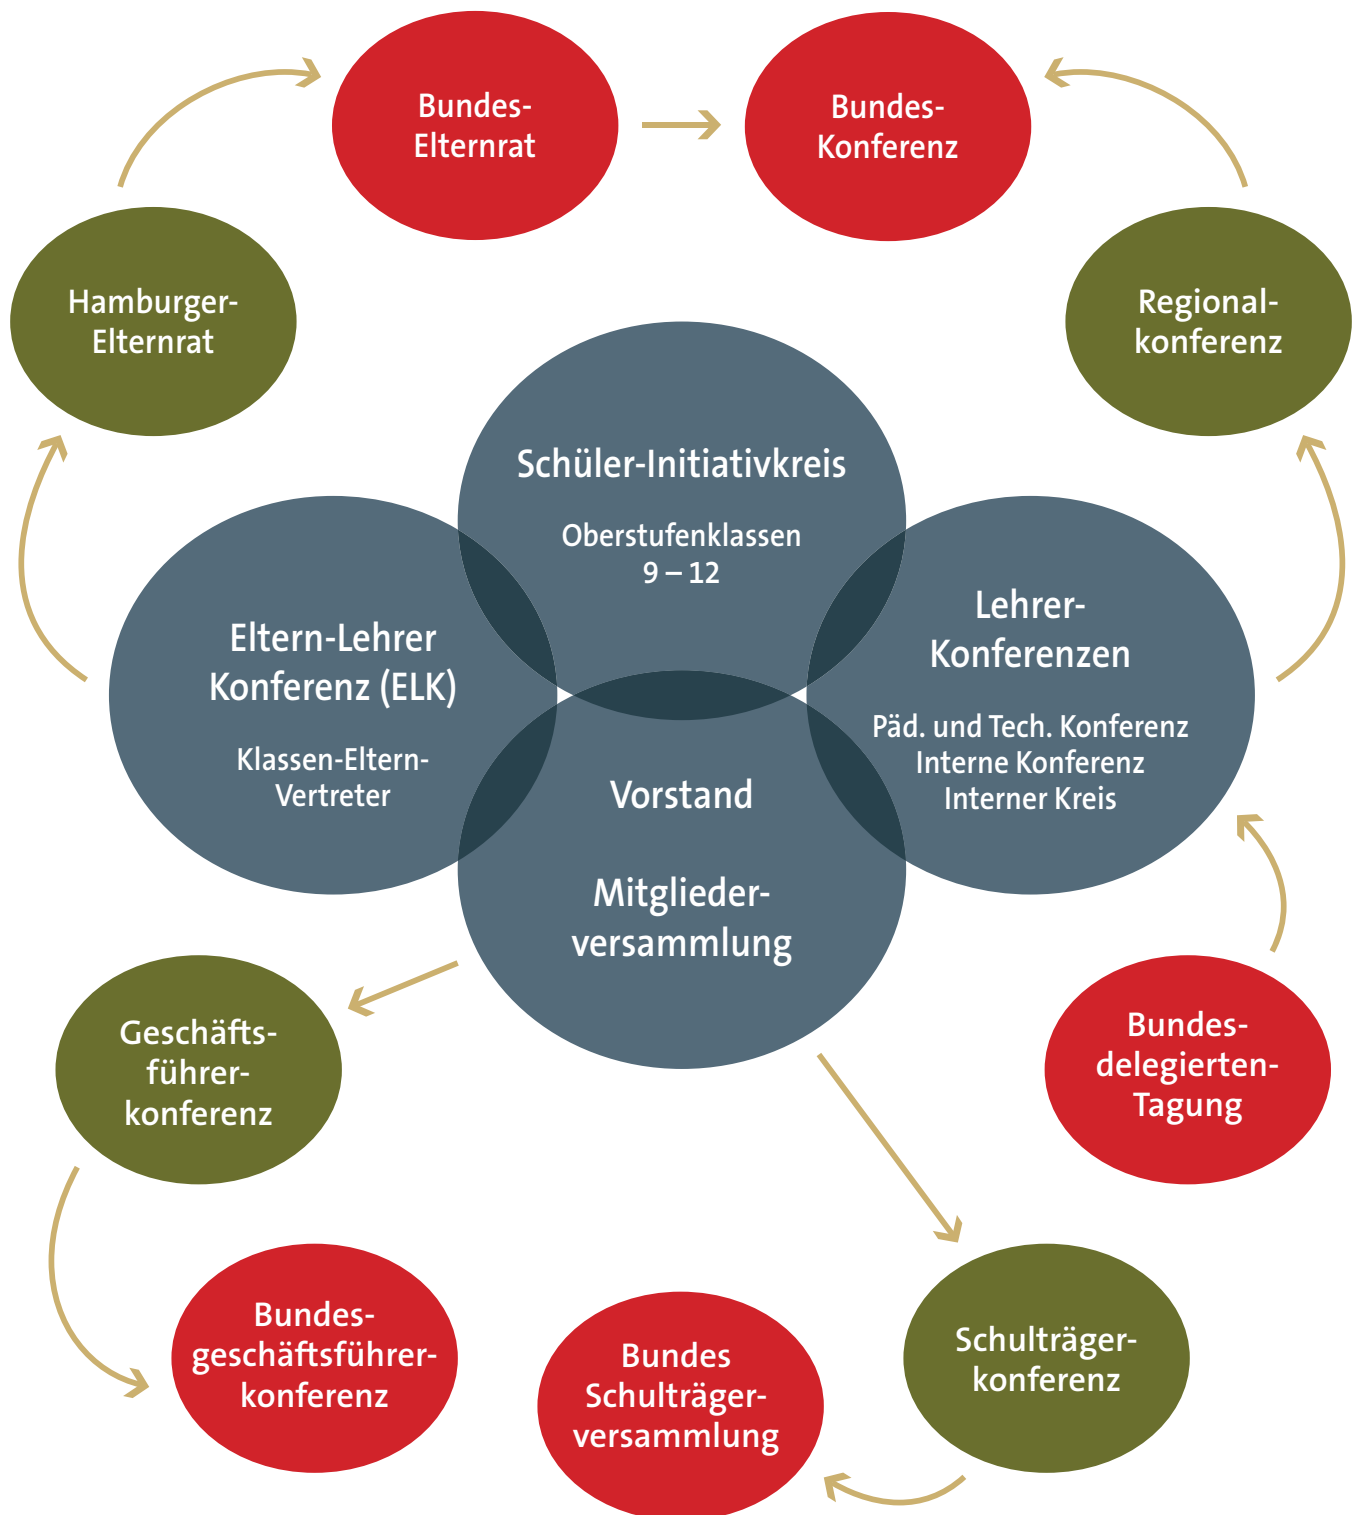 Bundes-
Elternrat
Bundes-
Konferenz
Hamburger-
Elternrat
Regional-
konferenz
Schüler-Initiativkreis
Oberstufenklassen
9 – 12
Eltern-Lehrer
Konferenz (ELK)
Klassen-Eltern-
Vertreter
Lehrer-
Konferenzen
Päd. und Tech. Konferenz
Interne Konferenz
Interner Kreis
Vorstand
Mitglieder-
versammlung
Geschäfts-
führer-
konferenz
Bundes-
delegierten-
Tagung
Bundes-
geschäftsführer-
konferenz
Bundes
Schulträger-
versammlung
Schulträger-
konferenz